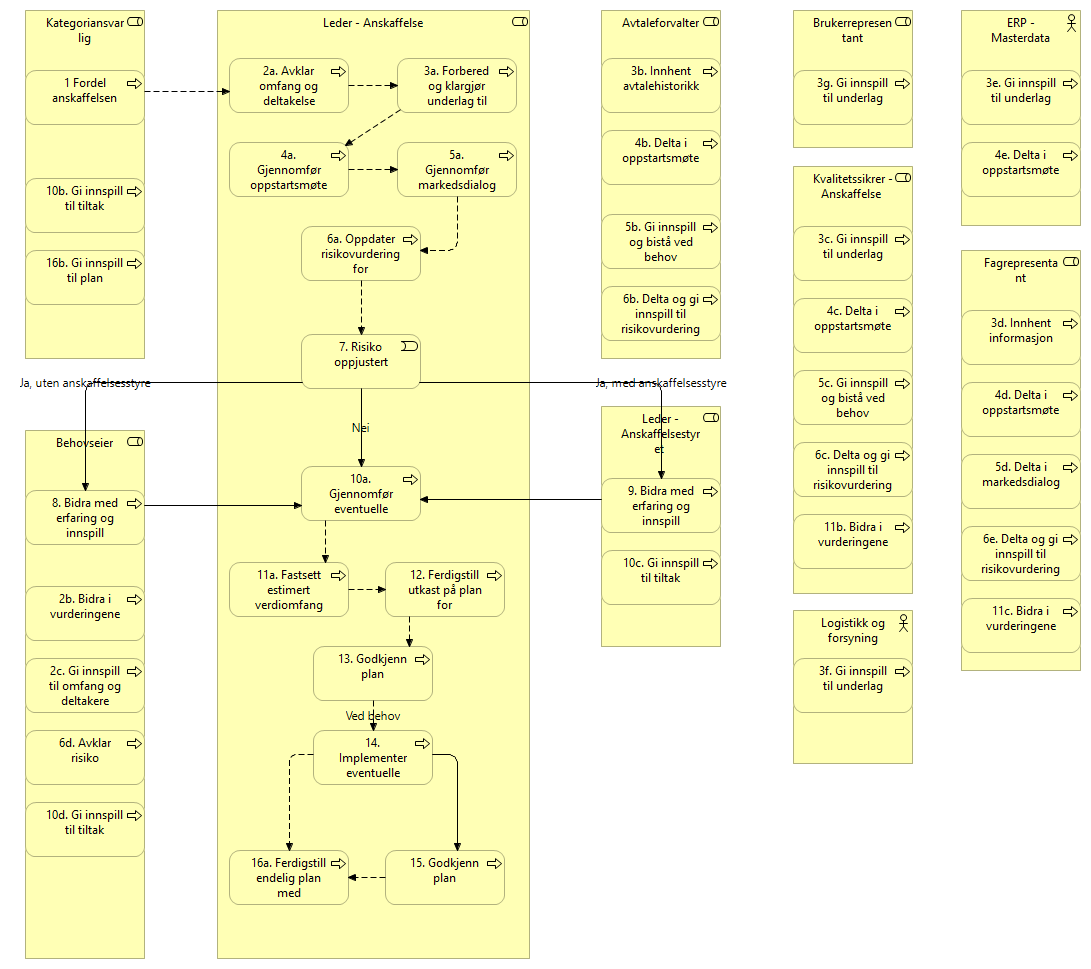 Kategoriansvar
lig
1 Fordel
anskaffelsen
10b. Gi innspill
til tiltak
16b. Gi innspill
til plan
Leder - Anskaffelse
2a. Avklar
omfang og
deltakelse
3a. Forbered
og klargjør
underlag til
4a.
Gjennomfør
oppstartsmøte
5a.
Gjennomfør
markedsdialog
6a. Oppdater
risikovurdering
for
7. Risiko
oppjustert
Ja, uten anskaffelsesstyre
Ja, med anskaffelsesstyre
Nei
10a.
Gjennomfør
eventuelle
11a. Fastsett
estimert
verdiomfang
12. Ferdigstill
utkast på plan
for
13. Godkjenn
plan
Ved behov
14.
Implementer
eventuelle
16a. Ferdigstill
endelig plan
med
15. Godkjenn
plan
Behovseier
8. Bidra med
erfaring og
innspill
2b. Bidra i
vurderingene
2c. Gi innspill
til omfang og
deltakere
6d. Avklar
risiko
10d. Gi innspill
til tiltak
Avtaleforvalter
3b. Innhent
avtalehistorikk
4b. Delta i
oppstartsmøte
5b. Gi innspill
og bistå ved
behov
6b. Delta og gi
innspill til
risikovurdering
Leder -
Anskaffelsestyr
et
9. Bidra med
erfaring og
innspill
10c. Gi innspill
til tiltak
Brukerrepresen
tant
3g. Gi innspill
til underlag
Kvalitetssikrer -
Anskaffelse
3c. Gi innspill
til underlag
4c. Delta i
oppstartsmøte
5c. Gi innspill
og bistå ved
behov
6c. Delta og gi
innspill til
risikovurdering
11b. Bidra i
vurderingene
Logistikk og
forsyning
3f. Gi innspill
til underlag
ERP -
Masterdata
3e. Gi innspill
til underlag
4e. Delta i
oppstartsmøte
Fagrepresenta
nt
3d. Innhent
informasjon
4d. Delta i
oppstartsmøte
5d. Delta i
markedsdialog
6e. Delta og gi
innspill til
risikovurdering
11c. Bidra i
vurderingene